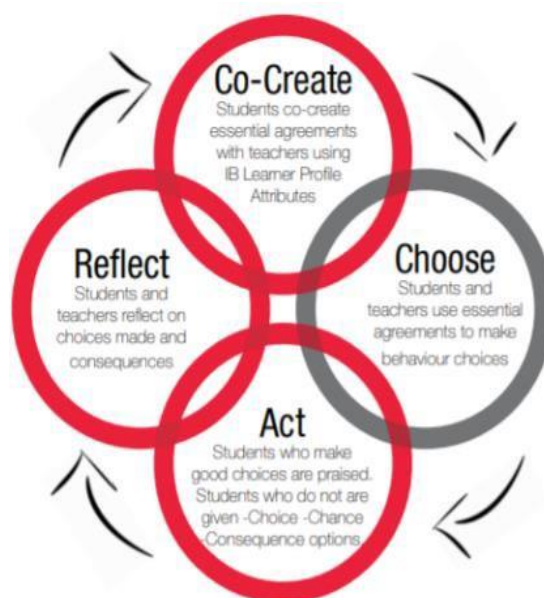 Co-Create
Students co-create
essential agreements
with teachers using
IB Learner Profile
Attributes
Choose
Students and
teachers use essential
agreements to make
behaviour choices
Act
Students who make
good choices are praised.
Students who do not are
given -Choice -Chance
-Consequence options.
Reflect
Students and
teachers reflect on
choices made and
consequences